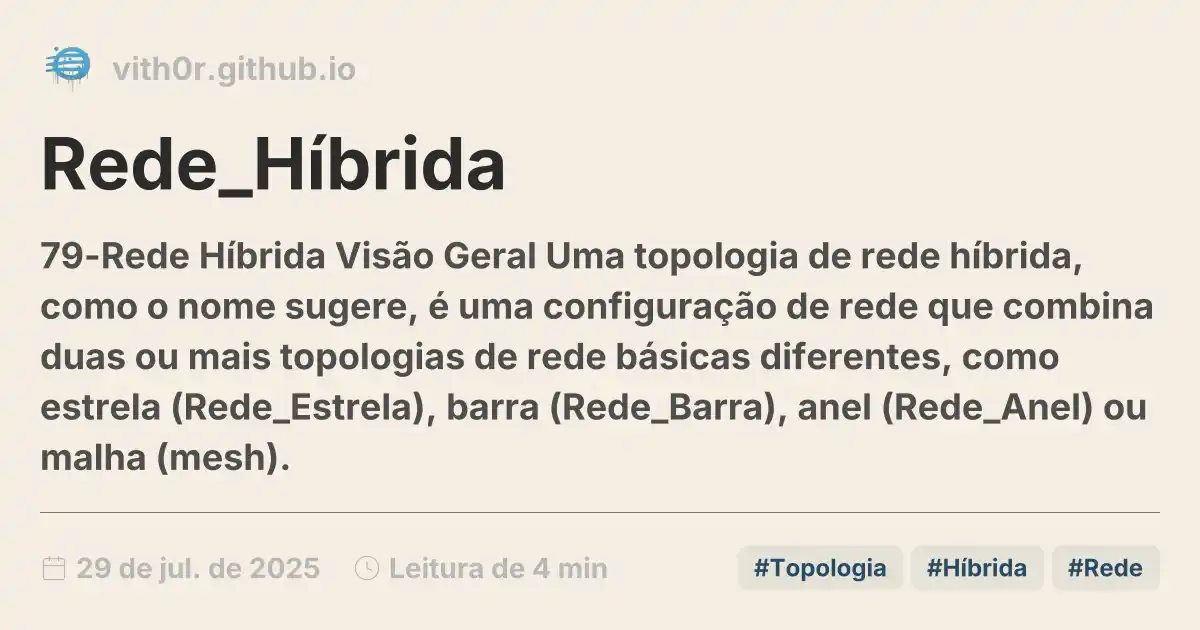 vith0r.github.io
Rede_Híbrida
79-Rede Híbrida Visão Geral Uma topologia de rede híbrida,
como o nome sugere, é uma configuração de rede que combina
duas ou mais topologias de rede básicas diferentes, como
estrela (Rede_Estrela), barra (Rede_Barra), anel (Rede_Anel) ou
malha (mesh).
29 de jul. de 2025 Leitura de 4 min #Topologia #Híbrida #Rede